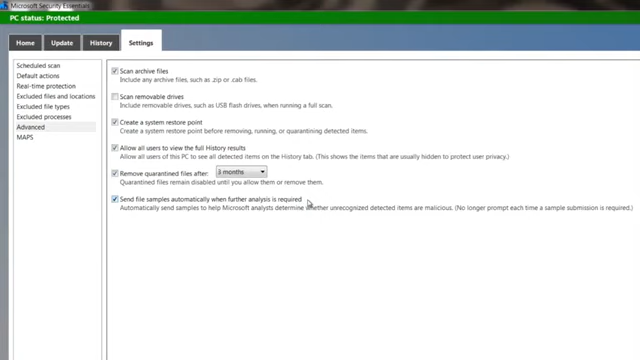 Microsoft Security Essentials
PC status: Protected
Home
Update
History
Settings
Scheduled scan
Default actions
Real-time protection
Excluded files and locations
Excluded file types
Excluded processes
Advanced
MAPS
Scan archive files
Include any archive files, such as .zip or .cab files.
Scan removable drives
Include removable drives, such as USB flash drives, when running a full scan.
Create a system restore point
Create a system restore point before removing, running, or quarantining detected items.
Allow all users to view the full History results
Allow all users of this PC to see all detected items on the History tab. (This shows the items that are usually hidden to protect user privacy.)
Remove quarantined files after: 3 months
Quarantined files remain disabled until you allow them or remove them.
Send file samples automatically when further analysis is required
Automatically send samples to help Microsoft analysts determine whether unrecognized detected items are malicious. (No longer prompt each time a sample submission is required.)